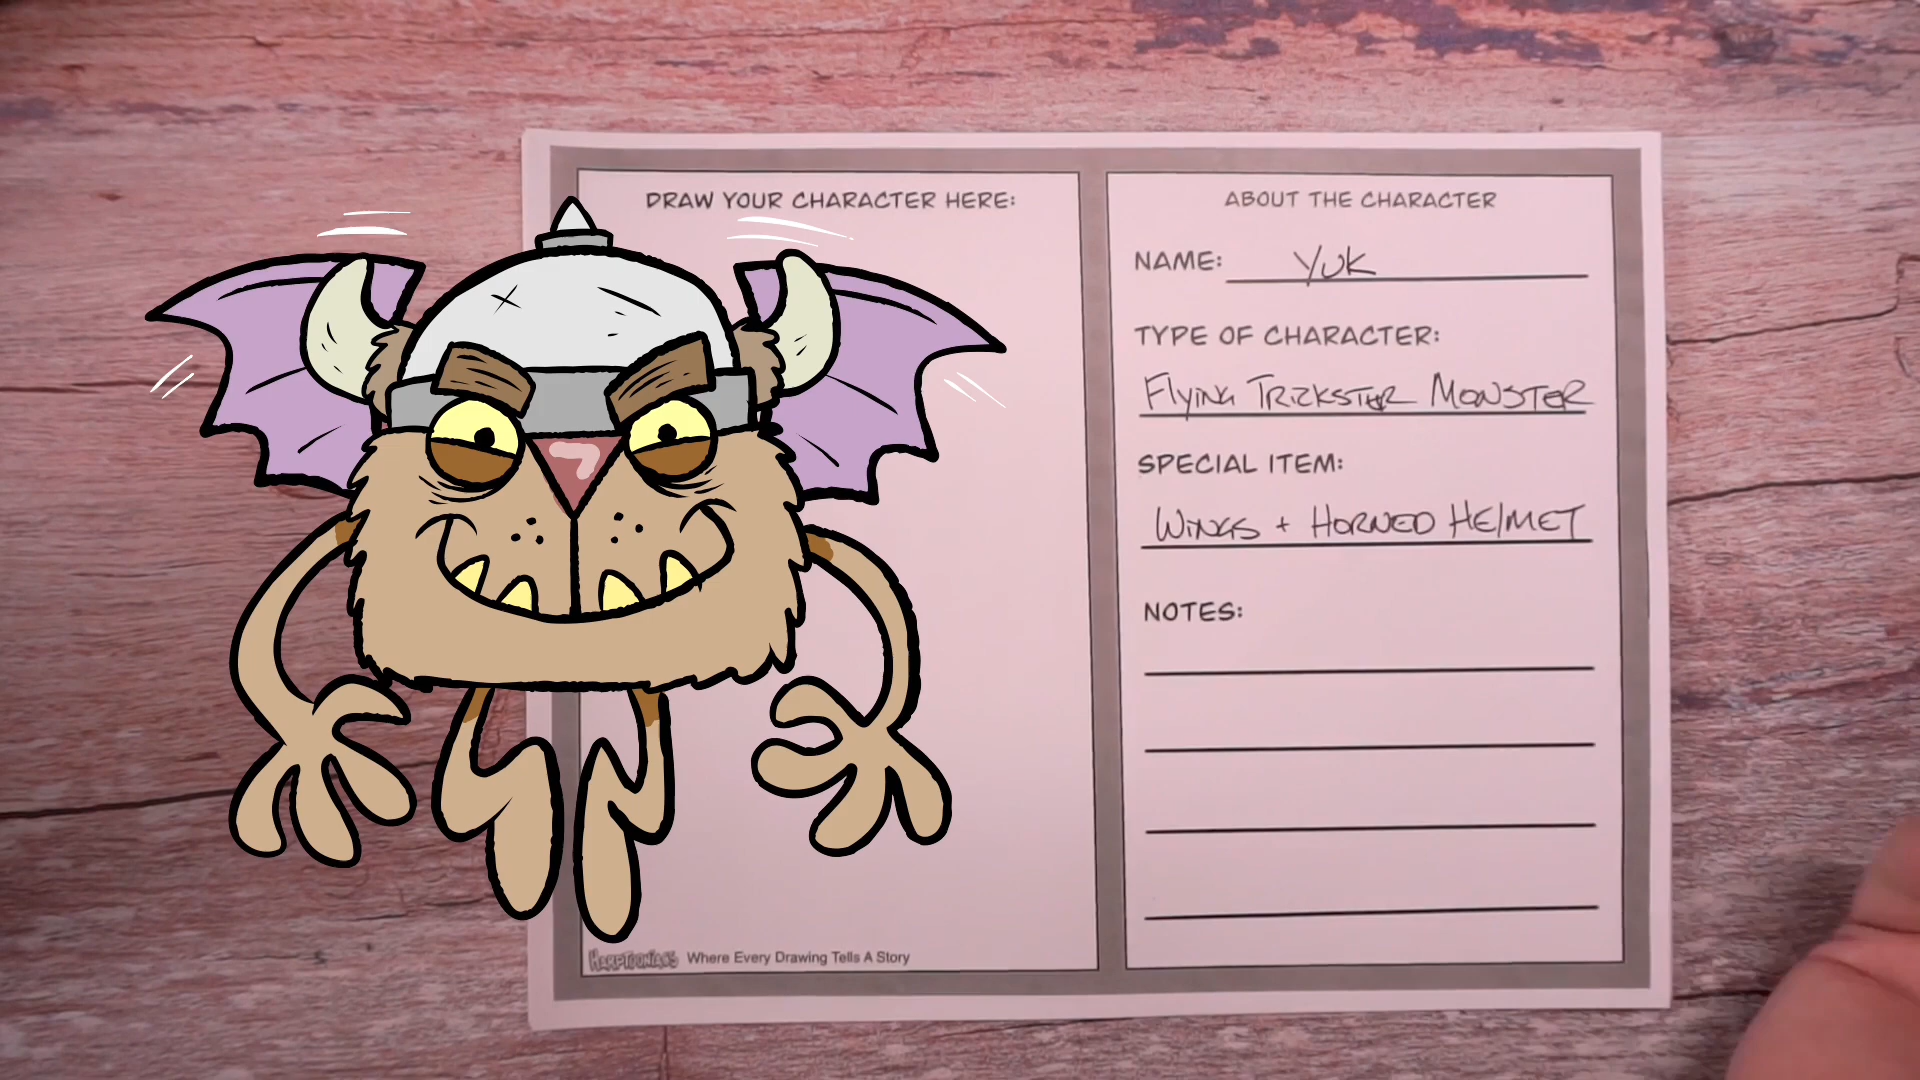 DRAW YOUR CHARACTER HERE:
HARPTOONIANS Where Every Drawing Tells A Story
ABOUT THE CHARACTER
NAME: YUK
TYPE OF CHARACTER:
FLYING TRICKSTER MONSTER
SPECIAL ITEM:
WINGS + HORNED HELMET
NOTES: